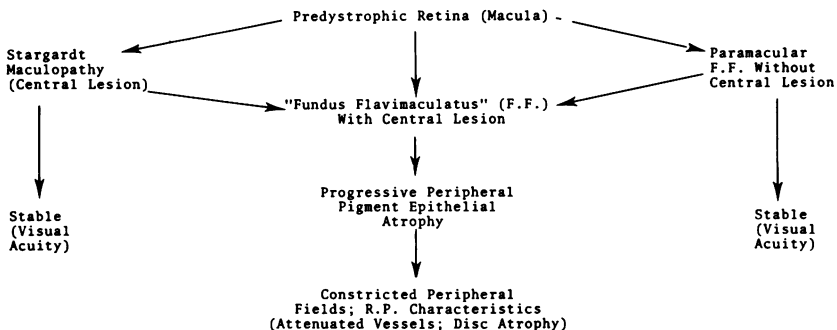 Predystrophic Retina (Macula)
Stargardt
Maculopathy
(Central Lesion)
Paramacular
F.F. Without
Central Lesion
"Fundus Flavimaculatus" (F.F.)
With Central Lesion
Progressive Peripheral
Pigment Epithelial
Atrophy
Stable
(Visual
Acuity)
Stable
(Visual
Acuity)
Constricted Peripheral
Fields; R.P. Characteristics
(Attenuated Vessels; Disc Atrophy)